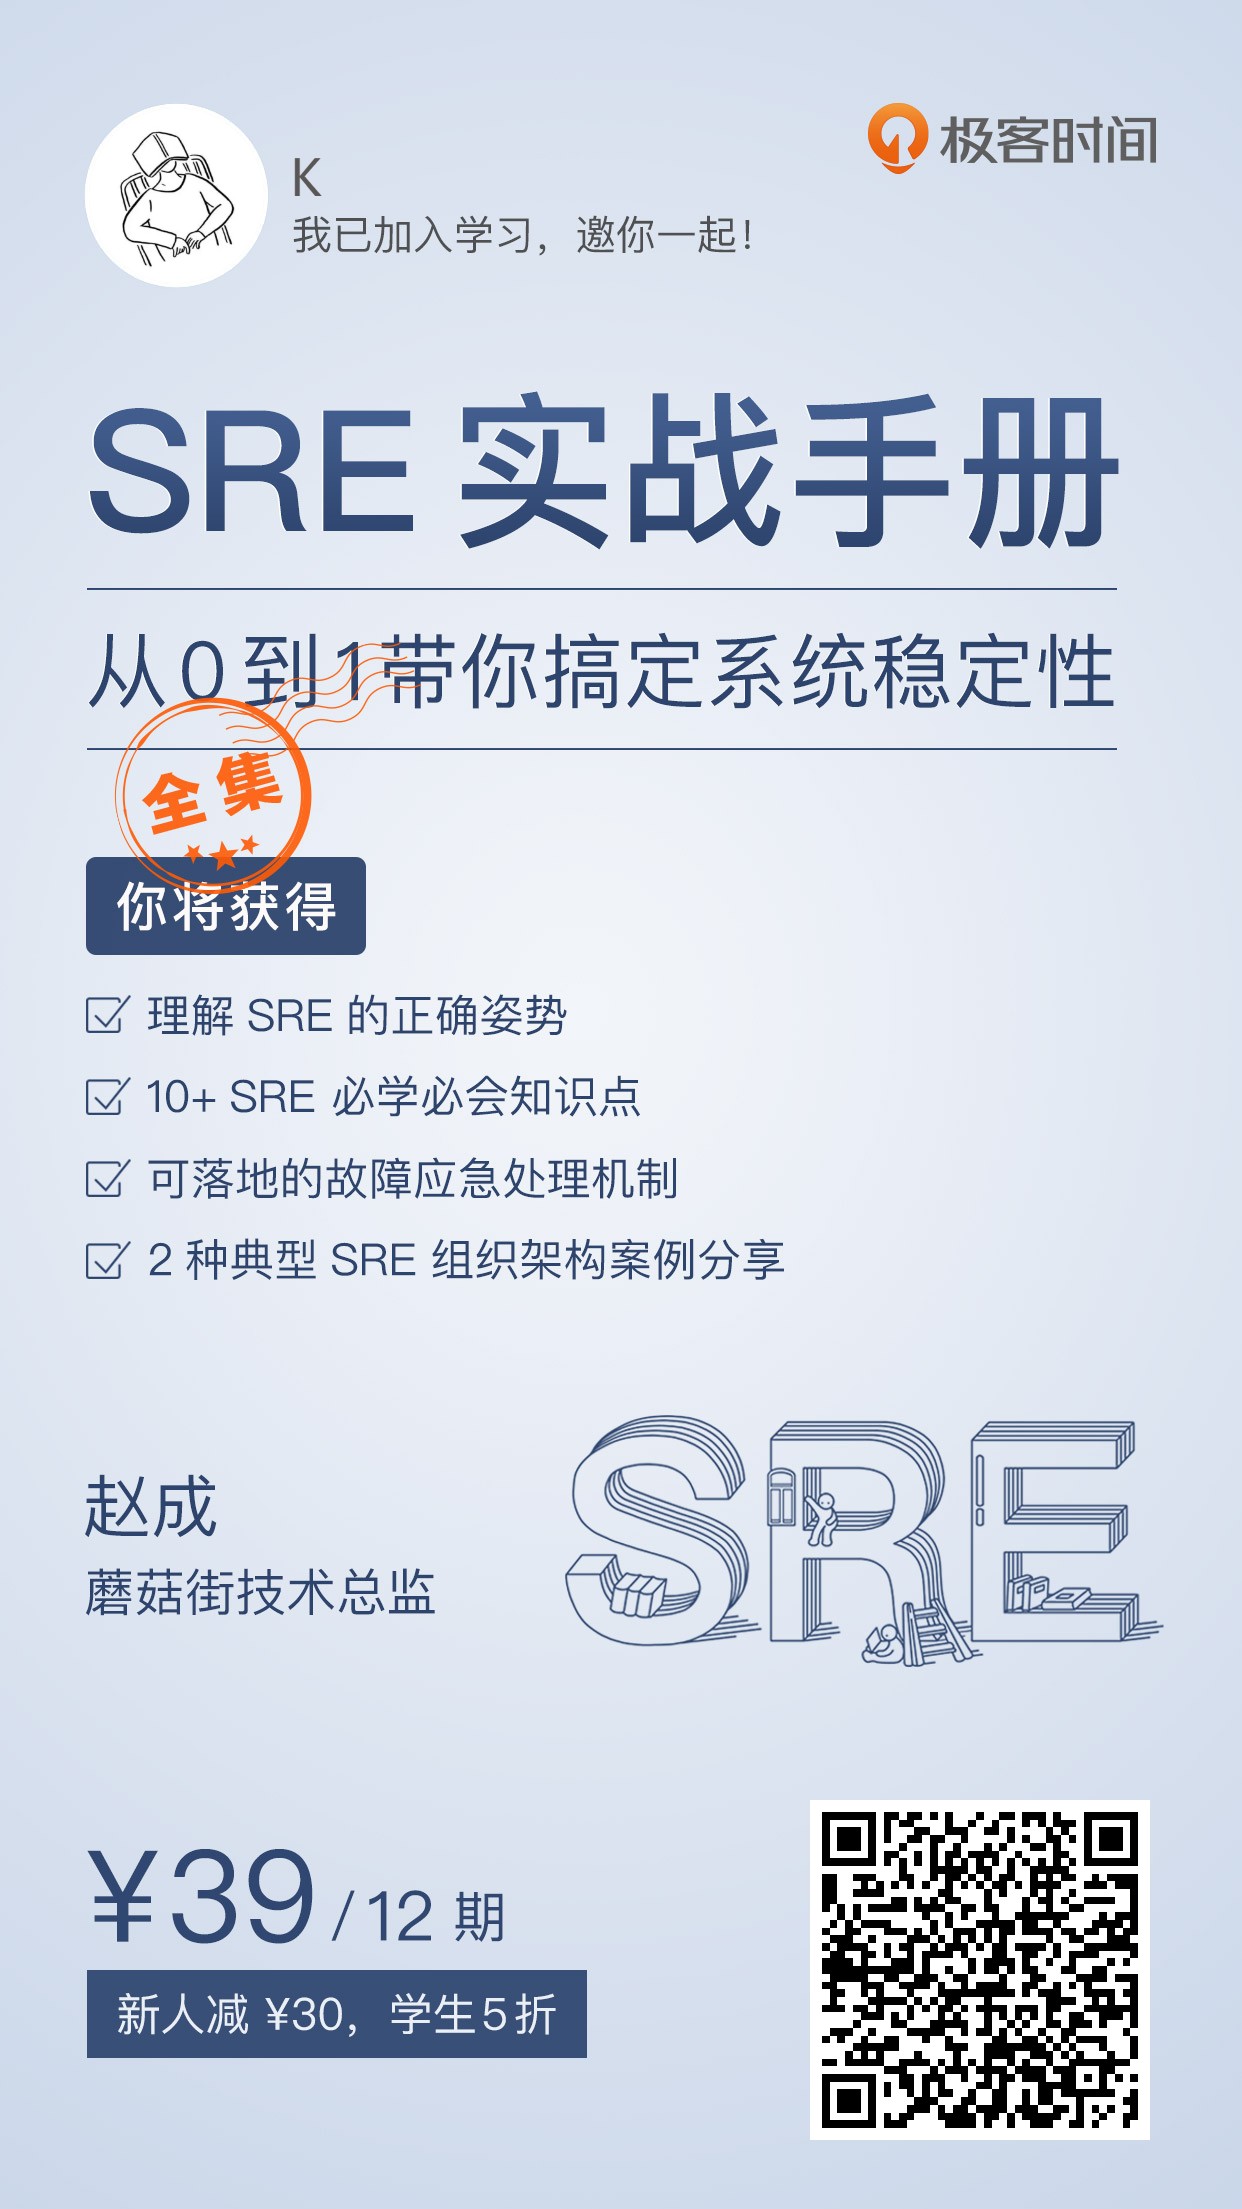 极客时间
K
我已加入学习，邀你一起！
SRE 实战手册
从0到1带你搞定系统稳定性
全集
你将获得
理解 SRE 的正确姿势
10+ SRE 必学必会知识点
可落地的故障应急处理机制
2 种典型 SRE 组织架构案例分享
SRE
赵成
蘑菇街技术总监
¥39 /12 期
新人减 ¥30，学生5折